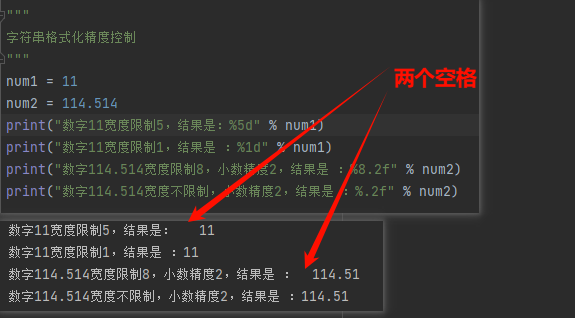 """
字符串格式化精度控制
"""
num1 = 11
num2 = 114.514
print("数字11宽度限制5，结果是：%5d" % num1)
print("数字11宽度限制1，结果是 ：%1d" % num1)
print("数字114.514宽度限制8，小数精度2，结果是 ：%8.2f" % num2)
print("数字114.514宽度不限制，小数精度2，结果是 ：%.2f" % num2)
两个空格
数字11宽度限制5，结果是：   11
数字11宽度限制1，结果是 ：11
数字114.514宽度限制8，小数精度2，结果是 ：  114.51
数字114.514宽度不限制，小数精度2，结果是 ：114.51